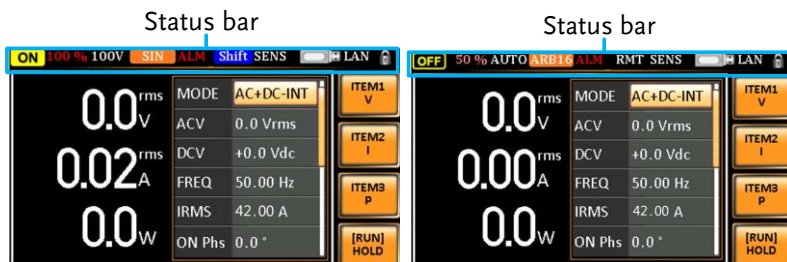 Status bar
ON 100 % 100V SIN ALM Shift SENS LAN
0.0 rms V
0.02 rms A
0.0 W
MODE AC+DC-INT
ACV 0.0 Vrms
DCV +0.0 Vdc
FREQ 50.00 Hz
IRMS 42.00 A
ON Phs 0.0 °
ITEM1
V
ITEM2
I
ITEM3
P
[RUN]
HOLD
Status bar
OFF 50 % AUTO ARB16 ALM RMT SENS LAN
0.0 rms V
0.00 rms A
0.0 W
MODE AC+DC-INT
ACV 0.0 Vrms
DCV +0.0 Vdc
FREQ 50.00 Hz
IRMS 42.00 A
ON Phs 0.0 °
ITEM1
V
ITEM2
I
ITEM3
P
[RUN]
HOLD